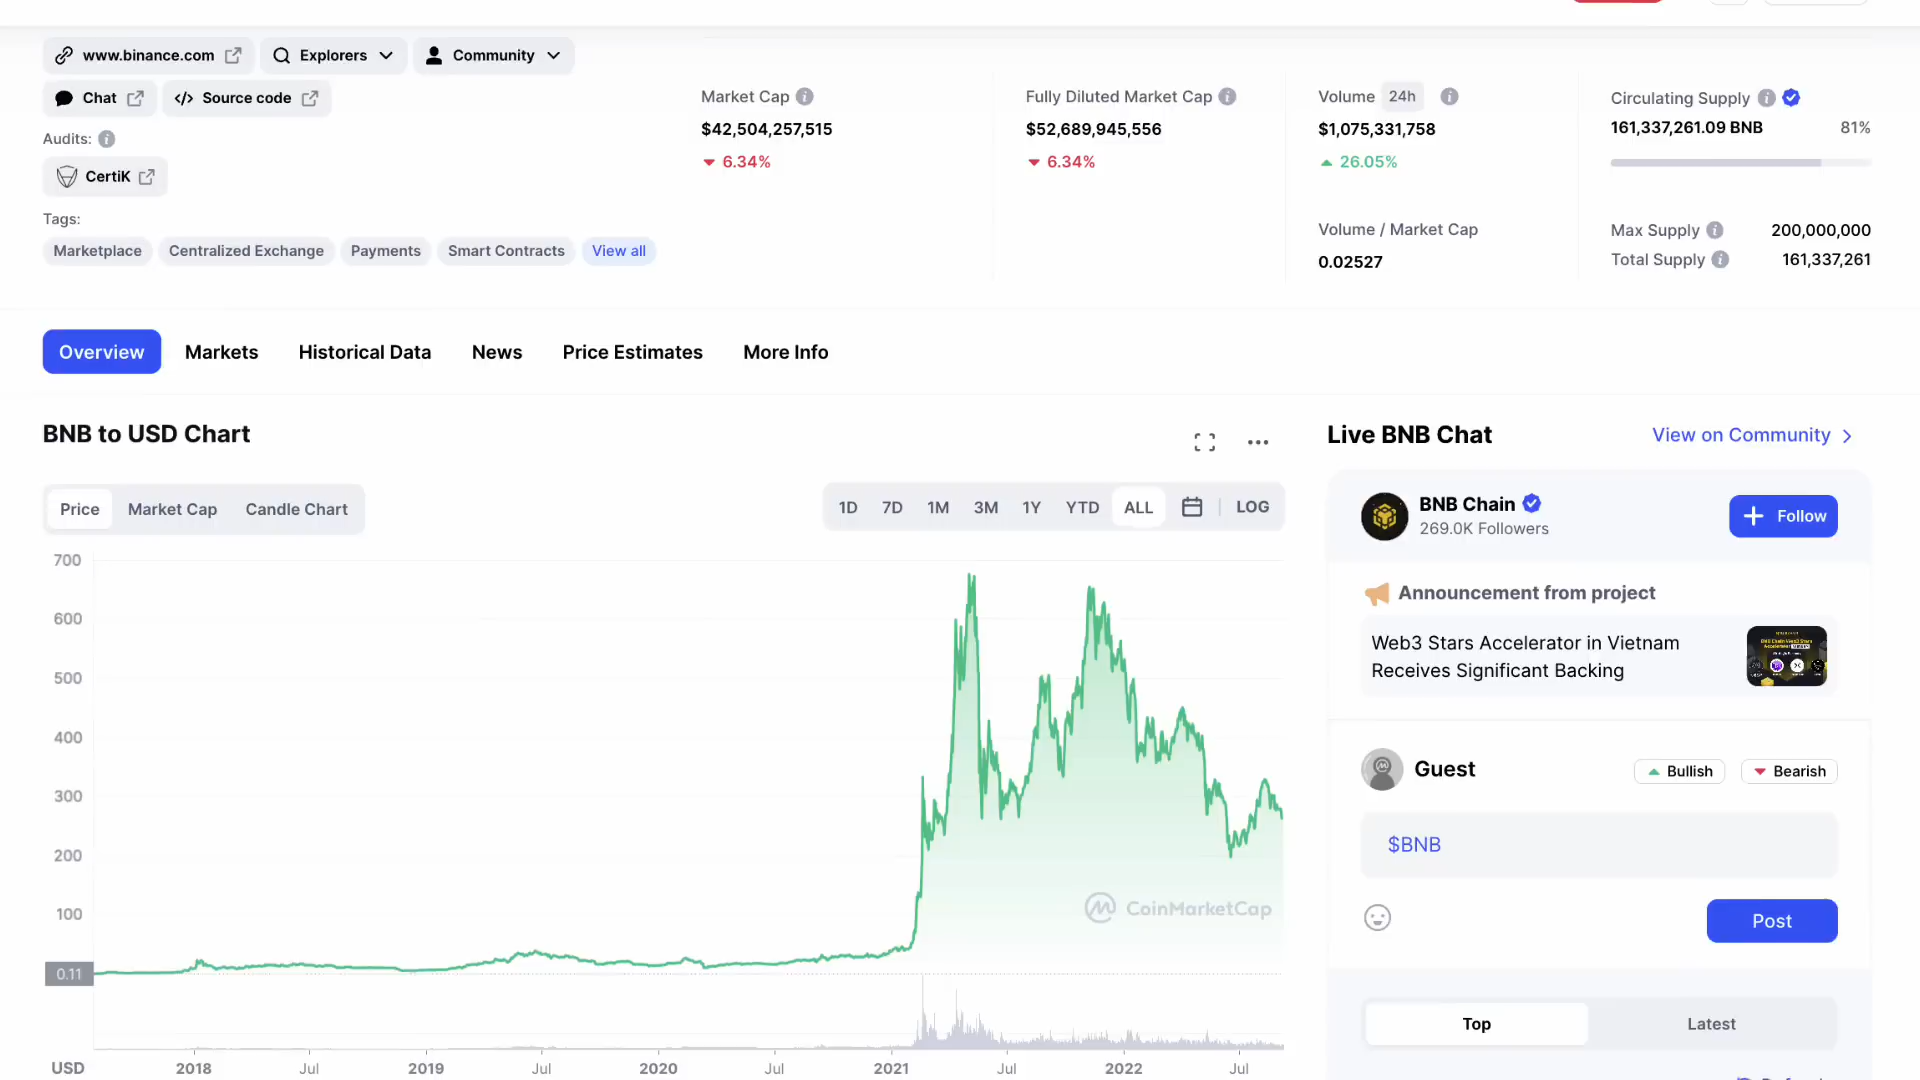 www.binance.com
Explorers
Community
Chat
Source code
Audits:
CertiK
Tags:
Marketplace
Centralized Exchange
Payments
Smart Contracts
View all
Market Cap
$42,504,257,515
6.34%
Fully Diluted Market Cap
$52,689,945,556
6.34%
Volume 24h
$1,075,331,758
26.05%
Volume / Market Cap
0.02527
Circulating Supply
161,337,261.09 BNB 81%
Max Supply 200,000,000
Total Supply 161,337,261
Overview Markets Historical Data News Price Estimates More Info
BNB to USD Chart
Price Market Cap Candle Chart
1D 7D 1M 3M 1Y YTD ALL LOG
700
600
500
400
300
200
100
0.11
CoinMarketCap
USD 2018 Jul 2019 Jul 2020 Jul 2021 Jul 2022 Jul
Live BNB Chat
View on Community
BNB Chain
269.0K Followers
Follow
Announcement from project
Web3 Stars Accelerator in Vietnam
Receives Significant Backing
Guest
Bullish
Bearish
$BNB
Post
Top Latest